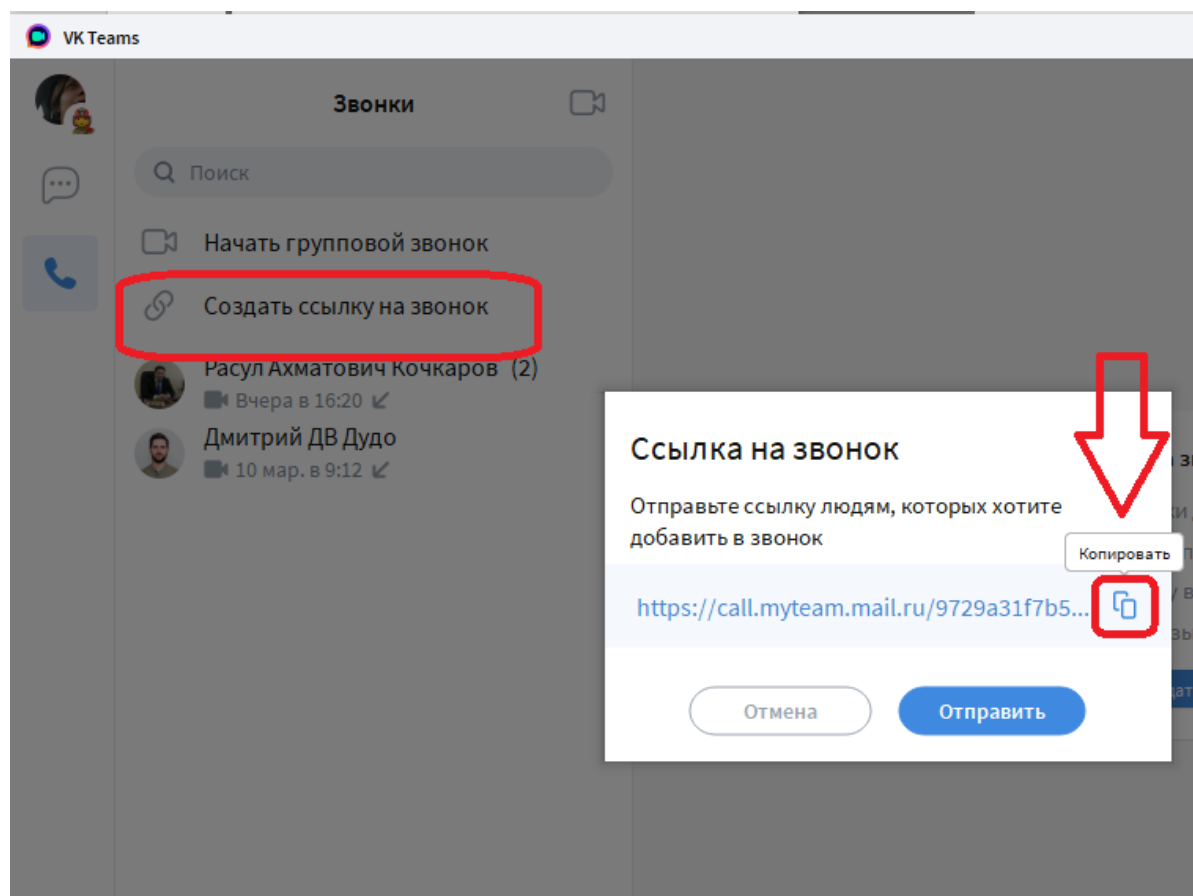 VK Teams
Звонки
Поиск
Начать групповой звонок
Создать ссылку на звонок
Расул Ахматович Кочкаров (2)
Вчера в 16:20
Дмитрий ДВ Дудо
10 мар. в 9:12
Ссылка на звонок
Отправьте ссылку людям, которых хотите
добавить в звонок
Копировать
https://call.myteam.mail.ru/9729a31f7b5...
Отмена
Отправить